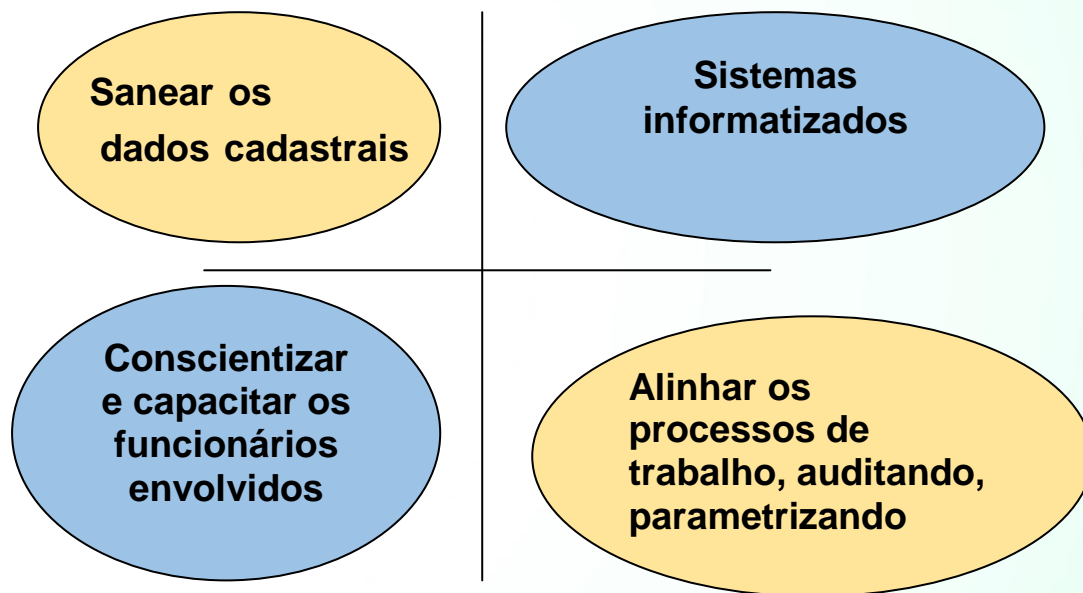 Sanear os
dados cadastrais
Sistemas
informatizados
Conscientizar
e capacitar os
funcionários
envolvidos
Alinhar os
processos de
trabalho, auditando,
parametrizando